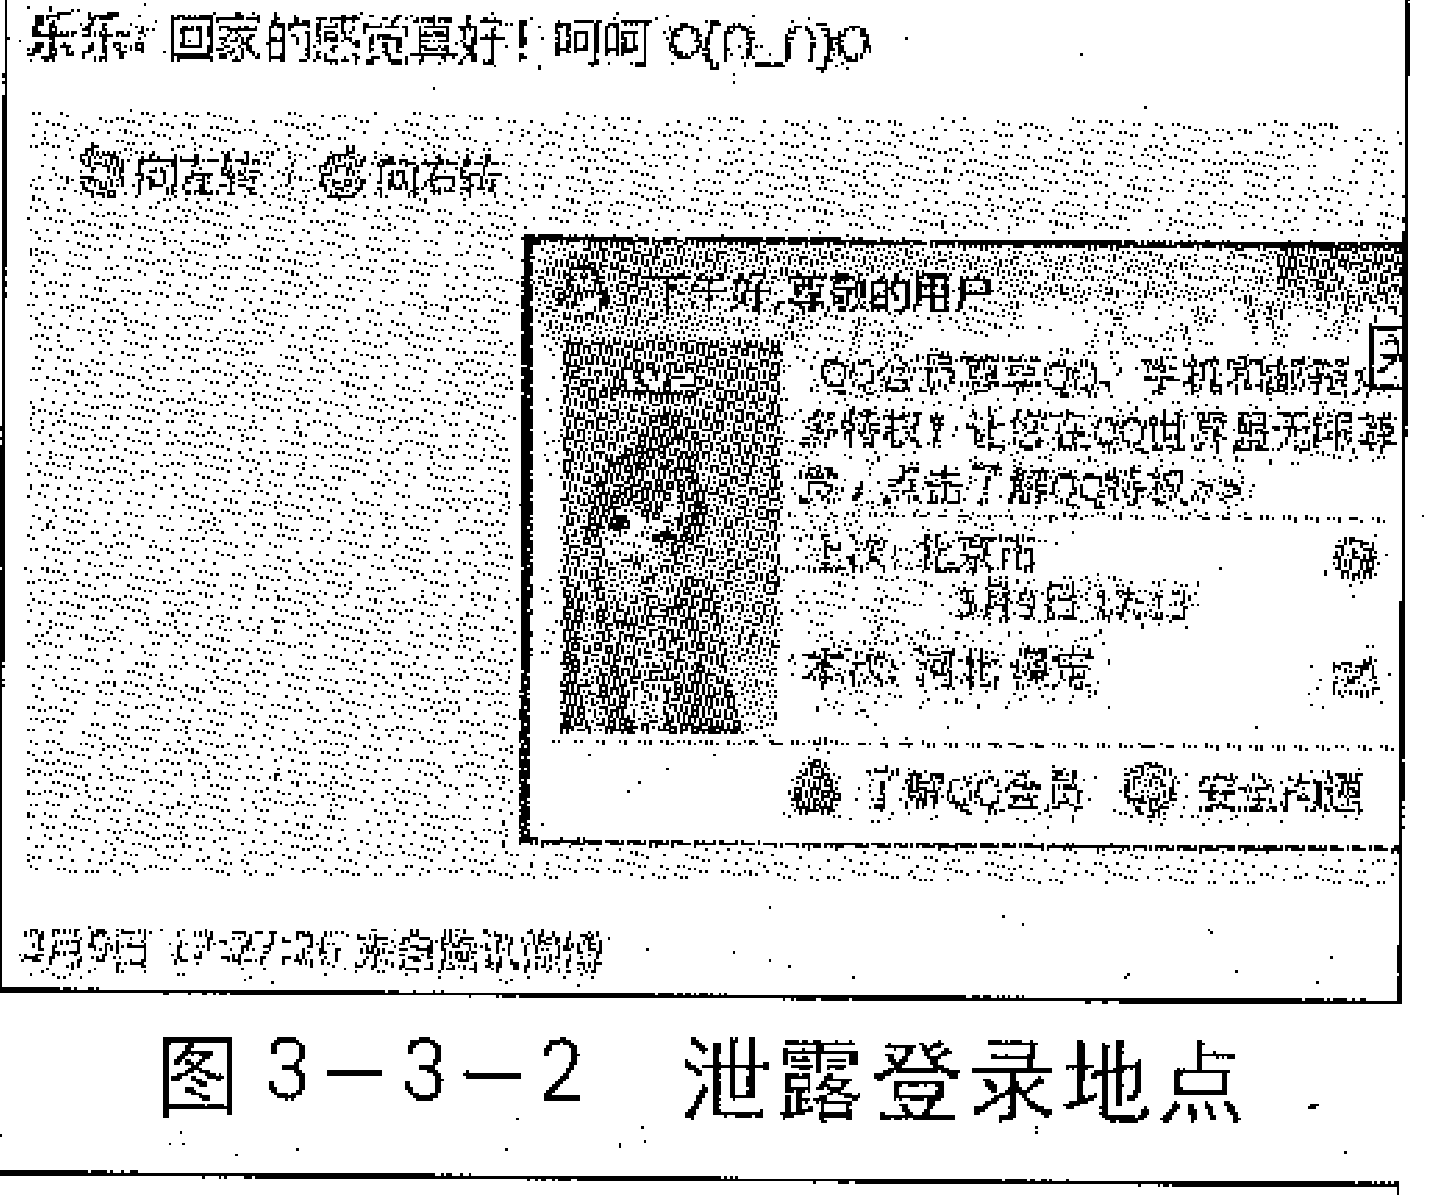 乐乐: 回家的感觉真好! 呵呵 O(∩_∩)O
向左转 向右转
下午好,尊敬的用户
QQ会员尊享QQ、手机和邮箱
多特权! 让您在QQ世界里无限尊
贵,点击了解QQ特权>>
上次: 北京市
3月9日 17:13
本次: 河北 保定
了解QQ会员 安全沟通
3月9日 17:27:26 来自腾讯微博
图3-3-2 泄露登录地点